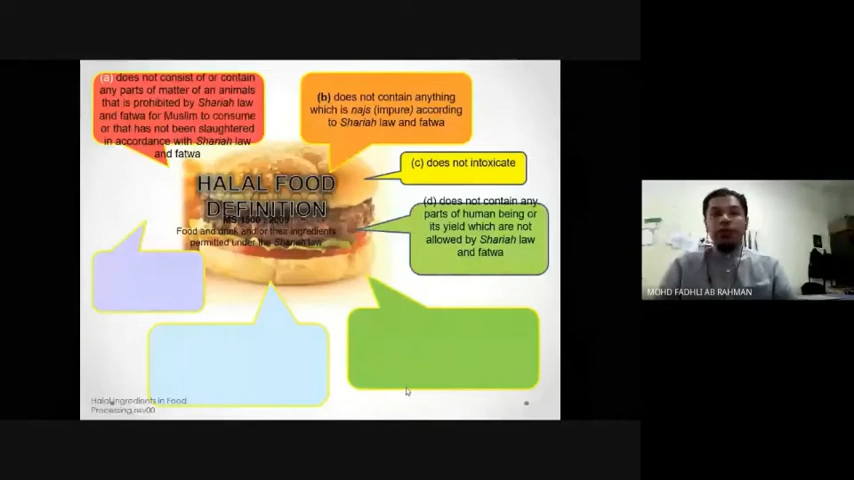 (a) does not consist of or contain
any parts of matter of an animals
that is prohibited by Shariah law
and fatwa for Muslim to consume
or that has not been slaughtered
in accordance with Shariah law
and fatwa
(b) does not contain anything
which is najs (impure) according
to Shariah law and fatwa
(c) does not intoxicate
HALAL FOOD
DEFINITION
MS 1500 : 2009
Food and drink and/or their ingredients
permitted under the Shariah law
(d) does not contain any
parts of human being or
its yield which are not
allowed by Shariah law
and fatwa
Halal Ingredients in Food
Processing.rev00
MOHD FADHLI AB RAHMAN